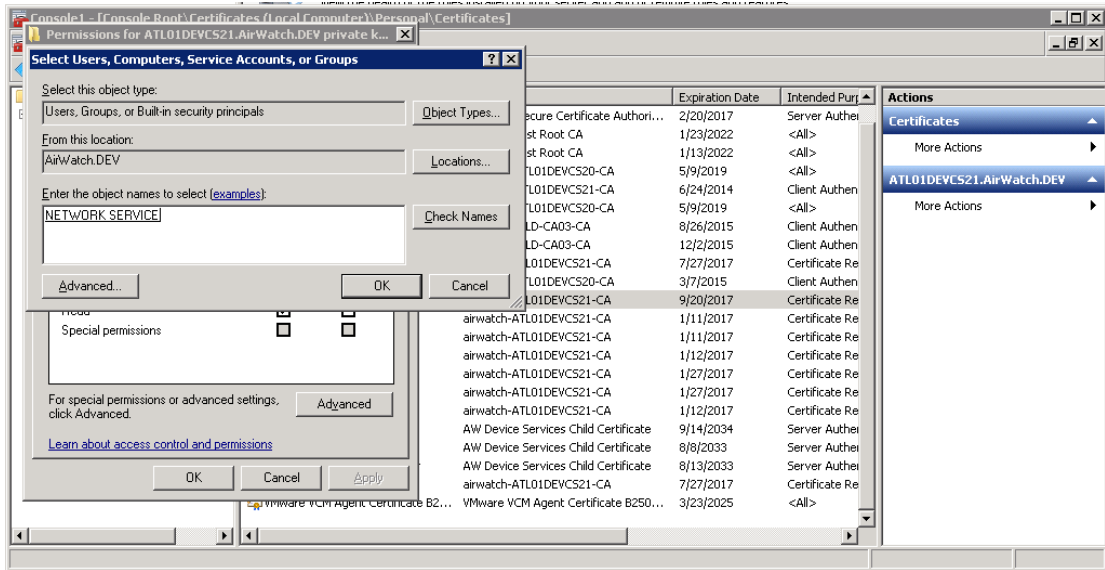 Console1 - [Console Root\Certificates (Local Computer)\Personal\Certificates]
Permissions for ATL01DEVCS21.AirWatch.DEV private k...
Select Users, Computers, Service Accounts, or Groups
Select this object type:
Users, Groups, or Built-in security principals
Object Types...
From this location:
AirWatch.DEV
Locations...
Enter the object names to select (examples):
NETWORK SERVICE
Check Names
Advanced...
OK
Cancel
Read
Special permissions
For special permissions or advanced settings,
click Advanced.
Advanced
Learn about access control and permissions
OK
Cancel
Apply
Expiration Date
Intended Purp
ecure Certificate Authori... 2/20/2017 Server Authen
st Root CA 1/23/2022 <All>
st Root CA 1/13/2022 <All>
TL01DEVCS20-CA 5/9/2019 <All>
TL01DEVCS21-CA 6/24/2014 Client Authen
TL01DEVCS20-CA 5/9/2019 <All>
LD-CA03-CA 8/26/2015 Client Authen
LD-CA03-CA 12/2/2015 Client Authen
L01DEVCS21-CA 7/27/2017 Certificate Re
TL01DEVCS20-CA 3/7/2015 Client Authen
L01DEVCS21-CA 9/20/2017 Certificate Re
airwatch-ATL01DEVCS21-CA 1/11/2017 Certificate Re
airwatch-ATL01DEVCS21-CA 1/11/2017 Certificate Re
airwatch-ATL01DEVCS21-CA 1/12/2017 Certificate Re
airwatch-ATL01DEVCS21-CA 1/27/2017 Certificate Re
airwatch-ATL01DEVCS21-CA 1/27/2017 Certificate Re
airwatch-ATL01DEVCS21-CA 1/12/2017 Certificate Re
AW Device Services Child Certificate 9/14/2034 Server Authen
AW Device Services Child Certificate 8/8/2033 Server Authen
AW Device Services Child Certificate 8/13/2033 Server Authen
airwatch-ATL01DEVCS21-CA 7/27/2017 Certificate Re
VMware VCM Agent Certificate B2... VMware VCM Agent Certificate B250... 3/23/2025 <All>
Actions
Certificates
More Actions
ATL01DEVCS21.AirWatch.DEV
More Actions